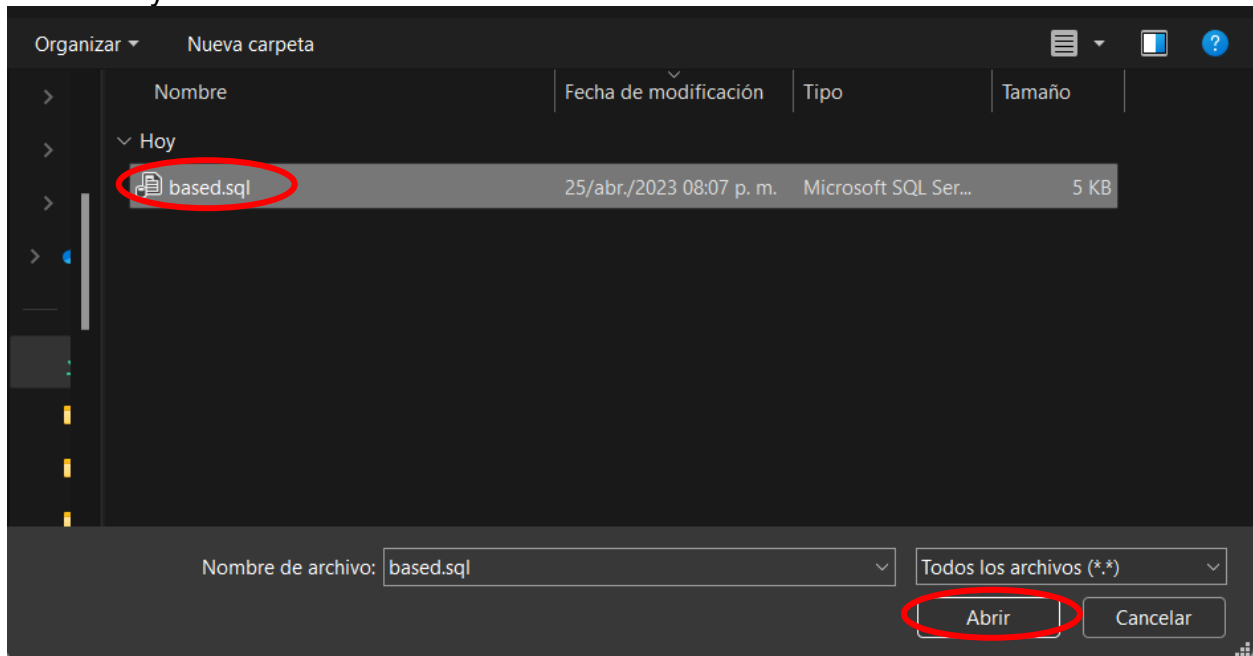 y
Organizar Nueva carpeta ?
Nombre Fecha de modificación Tipo Tamaño
Hoy
based.sql 25/abr./2023 08:07 p. m. Microsoft SQL Ser... 5 KB
Nombre de archivo: based.sql Todos los archivos (*.*)
Abrir Cancelar